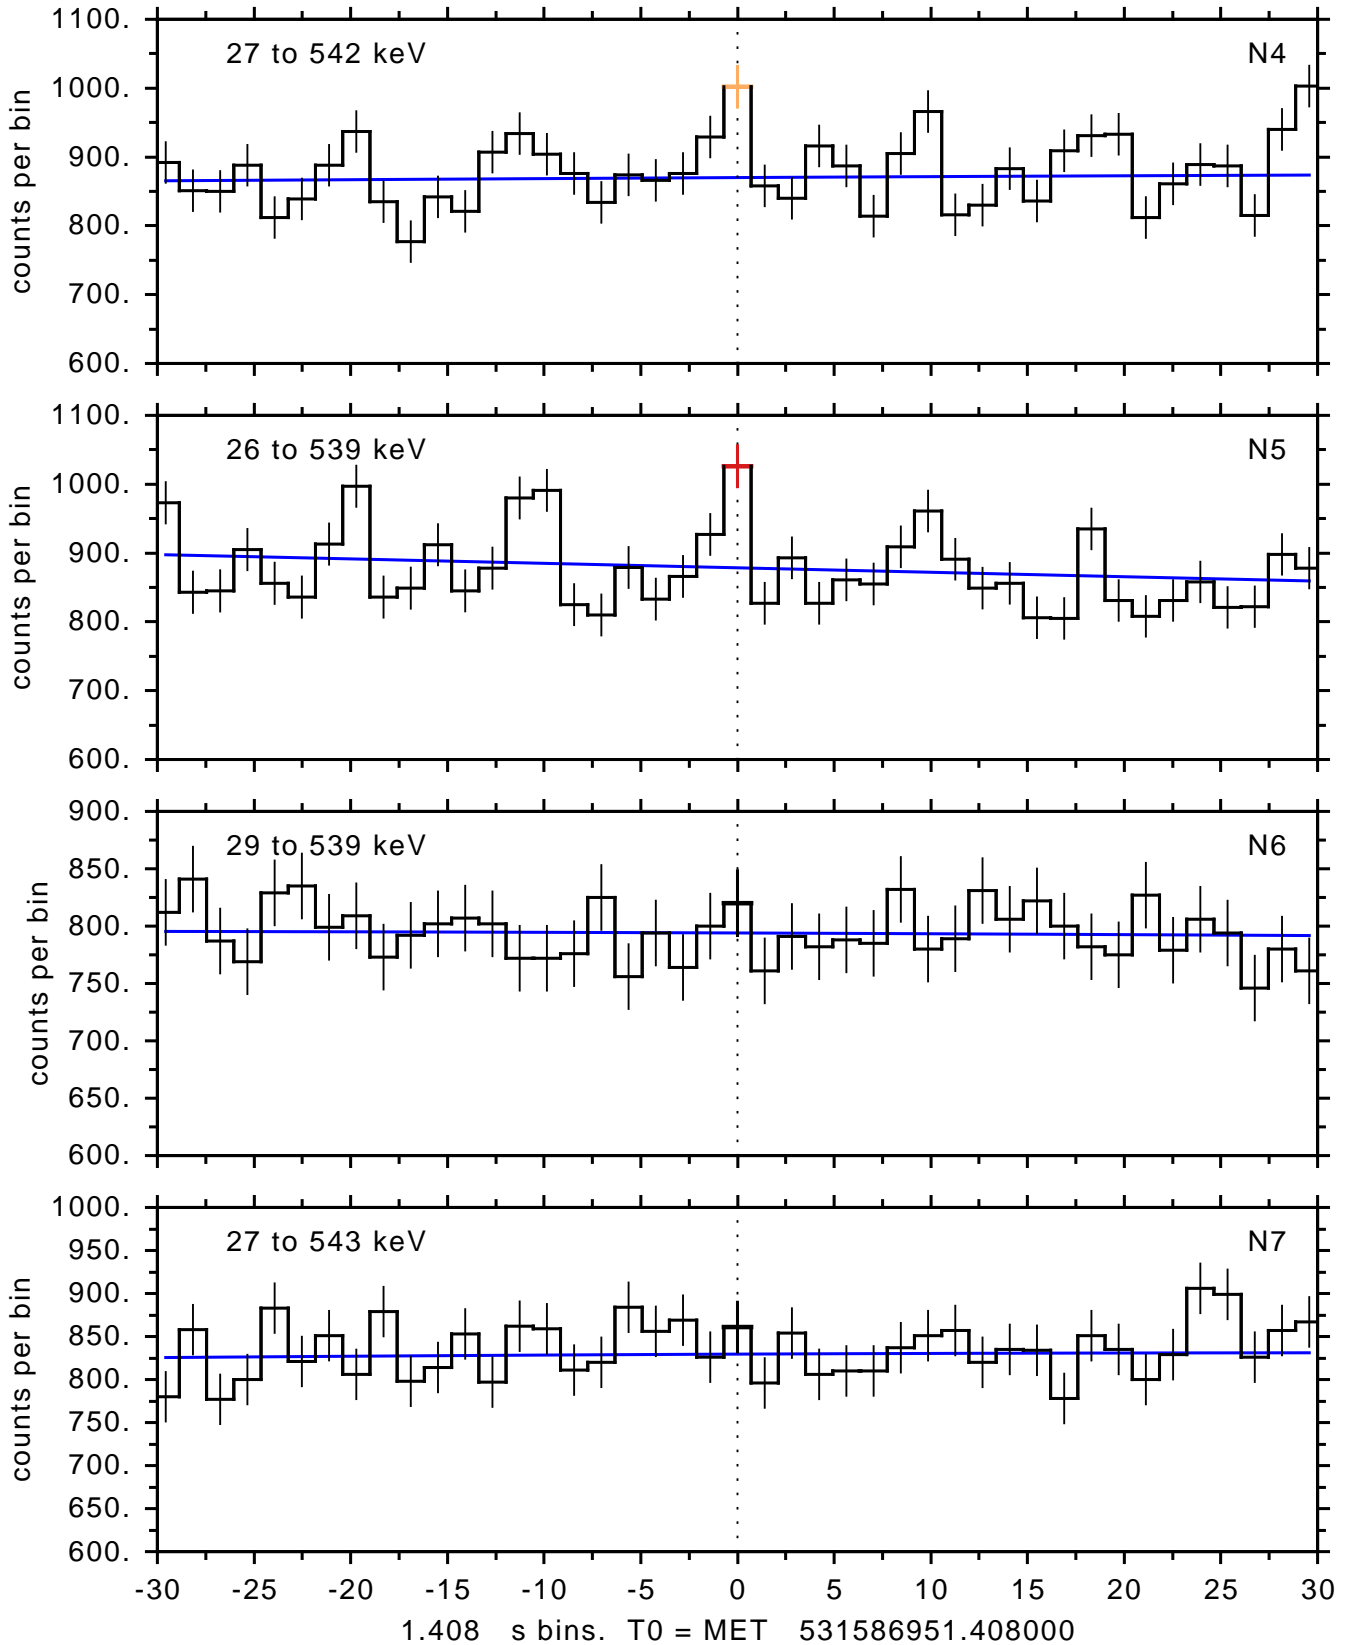 1100.
27 to 542 keV N4
1000.
900.
800.
700.
600.
counts per bin
1100.
26 to 539 keV N5
1000.
900.
800.
700.
600.
counts per bin
900.
29 to 539 keV N6
850.
800.
750.
700.
650.
600.
counts per bin
1000.
27 to 543 keV N7
950.
900.
850.
800.
750.
700.
650.
600.
counts per bin
-30 -25 -20 -15 -10 -5 0 5 10 15 20 25 30
1.408 s bins. T0 = MET 531586951.408000